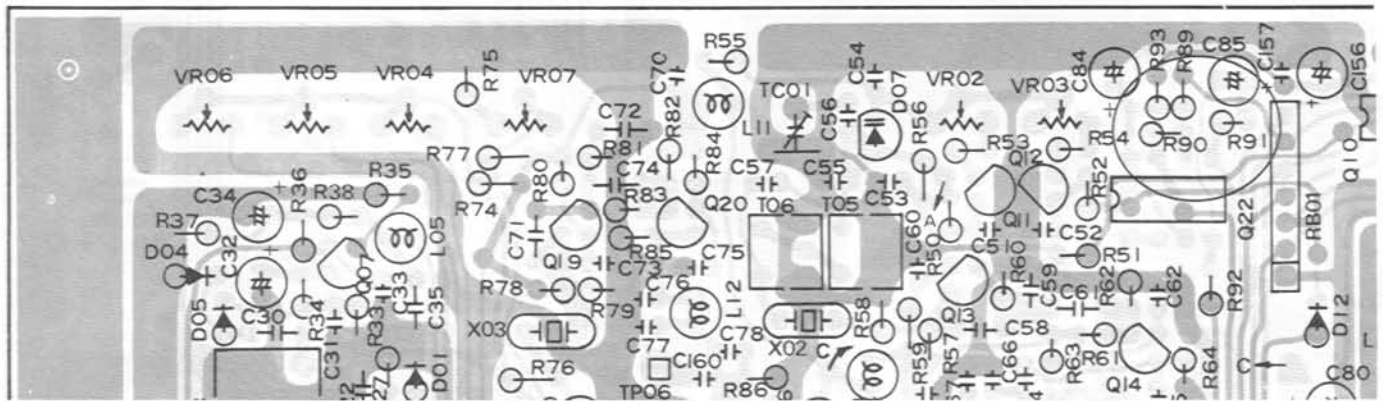 VR06 VR05 VR04 R75 VR07 C70 R55 TC01 C54 D07 VR02 VR03 C84 R93 R89 C85 C157 C156
C72 R82 L11 C56 R56
R77 R81 R84 R53 Q12 R54 R90 R91 Q10
R35 R80 C74 C57 C55 R52
C34 R36 R38 R74 R83 Q20 T06 T05 C53
R37 C71 C60 A Q11 C52 Q22 RB01
D04 C32 Q07 L05 Q19 R85 C73 C75 R50 C51 R60 R51
R78 R79 C76 L12 C59 C61 R62 C62 R92
D05 C30 R34 C31 R33 C33 C35 X03 C77 C78 X02 R58 Q13 C58 R61 D12
D01 R76 TP06 C160 R86 C R59 R57 C66 R63 Q14 R64 C C80